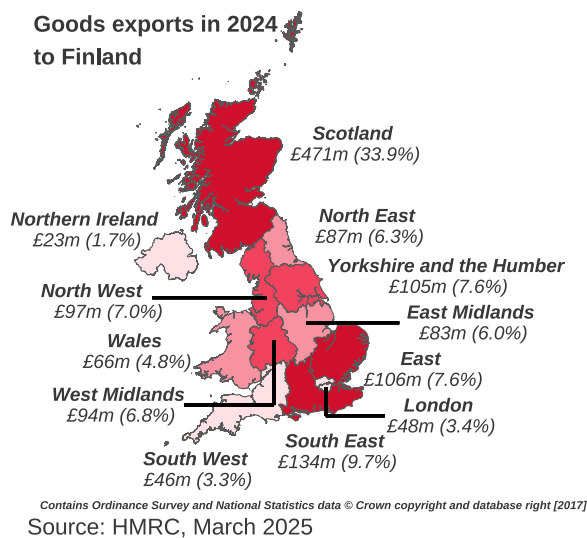 Goods exports in 2024
to Finland
Scotland
£471m (33.9%)
Northern Ireland
£23m (1.7%)
North East
£87m (6.3%)
Yorkshire and the Humber
£105m (7.6%)
North West
£97m (7.0%)
East Midlands
£83m (6.0%)
Wales
£66m (4.8%)
East
£106m (7.6%)
West Midlands
£94m (6.8%)
London
£48m (3.4%)
South East
£134m (9.7%)
South West
£46m (3.3%)
Contains Ordinance Survey and National Statistics data © Crown copyright and database right [2017]
Source: HMRC, March 2025